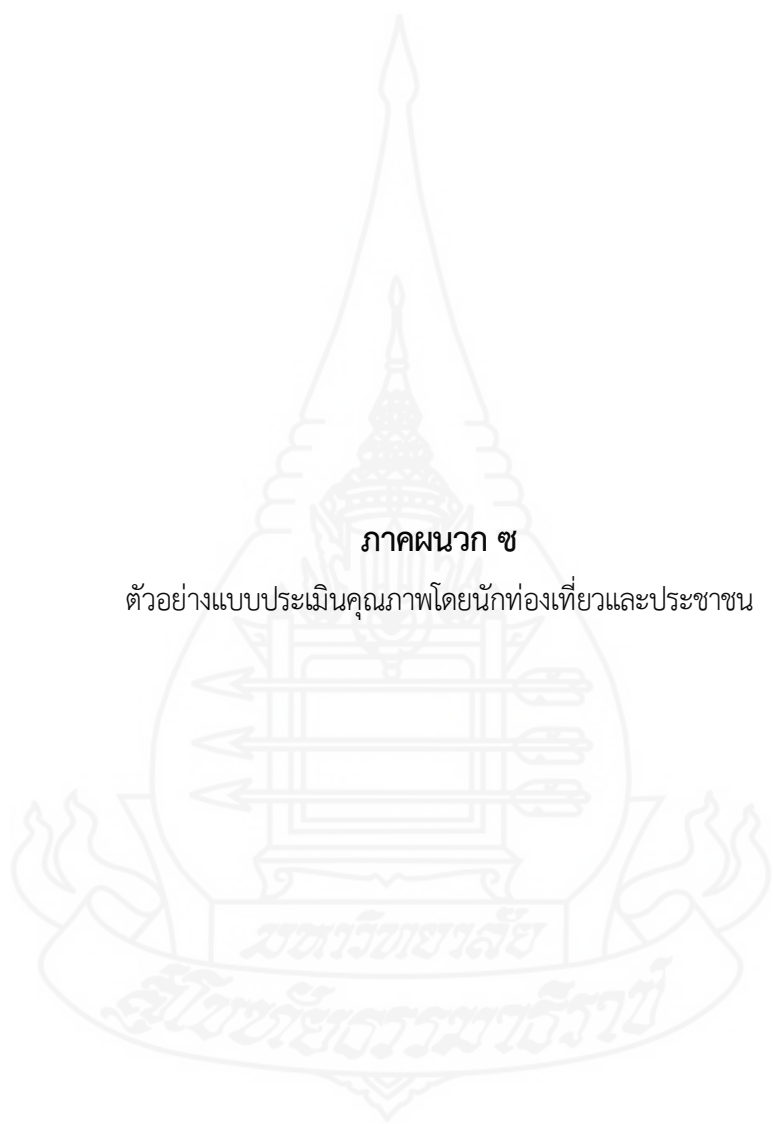 ภาคผนวก ซ
ตัวอย่างแบบประเมินคุณภาพโดยนักท่องเที่ยวและประชาชน
มหาวิทยาลัย
สุโขทัยธรรมาธิราช